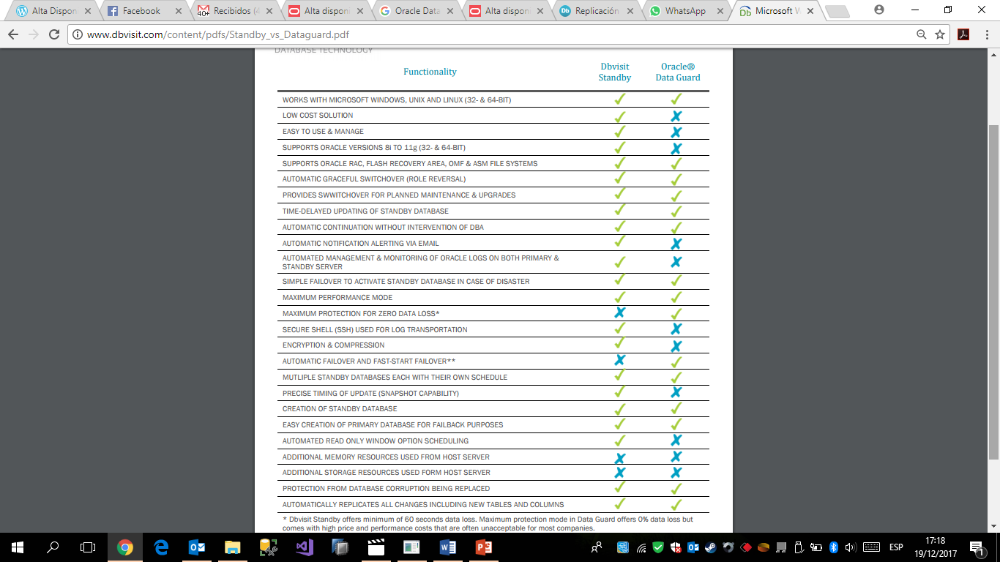 Alta Dispon
Facebook
40+
Recibidos (4
Alta disponi
Oracle Data
Alta disponi
Db
Replicación
WhatsApp
Db
Microsoft W
www.dbvisit.com/content/pdfs/Standby_vs_Dataguard.pdf
DATABASE TECHNOLOGY
Functionality
Dbvisit
Standby
Oracle®
Data Guard
WORKS WITH MICROSOFT WINDOWS, UNIX AND LINUX (32- & 64-BIT)
LOW COST SOLUTION
EASY TO USE & MANAGE
SUPPORTS ORACLE VERSIONS 8i TO 11g (32- & 64-BIT)
SUPPORTS ORACLE RAC, FLASH RECOVERY AREA, OMF & ASM FILE SYSTEMS
AUTOMATIC GRACEFUL SWITCHOVER (ROLE REVERSAL)
PROVIDES SWWITCHOVER FOR PLANNED MAINTENANCE & UPGRADES
TIME-DELAYED UPDATING OF STANDBY DATABASE
AUTOMATIC CONTINUATION WITHOUT INTERVENTION OF DBA
AUTOMATIC NOTIFICATION ALERTING VIA EMAIL
AUTOMATED MANAGEMENT & MONITORING OF ORACLE LOGS ON BOTH PRIMARY &
STANDBY SERVER
SIMPLE FAILOVER TO ACTIVATE STANDBY DATABASE IN CASE OF DISASTER
MAXIMUM PERFORMANCE MODE
MAXIMUM PROTECTION FOR ZERO DATA LOSS*
SECURE SHELL (SSH) USED FOR LOG TRANSPORTATION
ENCRYPTION & COMPRESSION
AUTOMATIC FAILOVER AND FAST-START FAILOVER**
MUTLIPLE STANDBY DATABASES EACH WITH THEIR OWN SCHEDULE
PRECISE TIMING OF UPDATE (SNAPSHOT CAPABILITY)
CREATION OF STANDBY DATABASE
EASY CREATION OF PRIMARY DATABASE FOR FAILBACK PURPOSES
AUTOMATED READ ONLY WINDOW OPTION SCHEDULING
ADDITIONAL MEMORY RESOURCES USED FROM HOST SERVER
ADDITIONAL STORAGE RESOURCES USED FORM HOST SERVER
PROTECTION FROM DATABASE CORRUPTION BEING REPLACED
AUTOMATICALLY REPLICATES ALL CHANGES INCLUDING NEW TABLES AND COLUMNS
* Dbvisit Standby offers minimum of 60 seconds data loss. Maximum protection mode in Data Guard offers 0% data loss but
comes with high price and performance costs that are often unacceptable for most companies.
ESP
17:18
19/12/2017
1